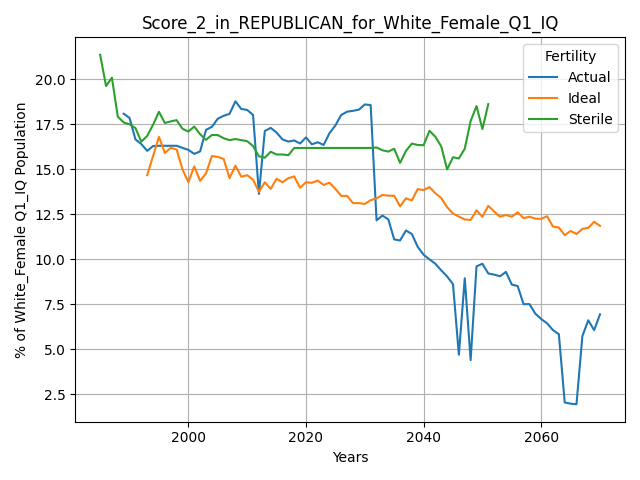 Score_2_in_REPUBLICAN_for_White_Female_Q1_IQ
% of White_Female Q1_IQ Population
20.0
17.5
15.0
12.5
10.0
7.5
5.0
2.5
Fertility
Actual
Ideal
Sterile
2000
2020
2040
2060
Years